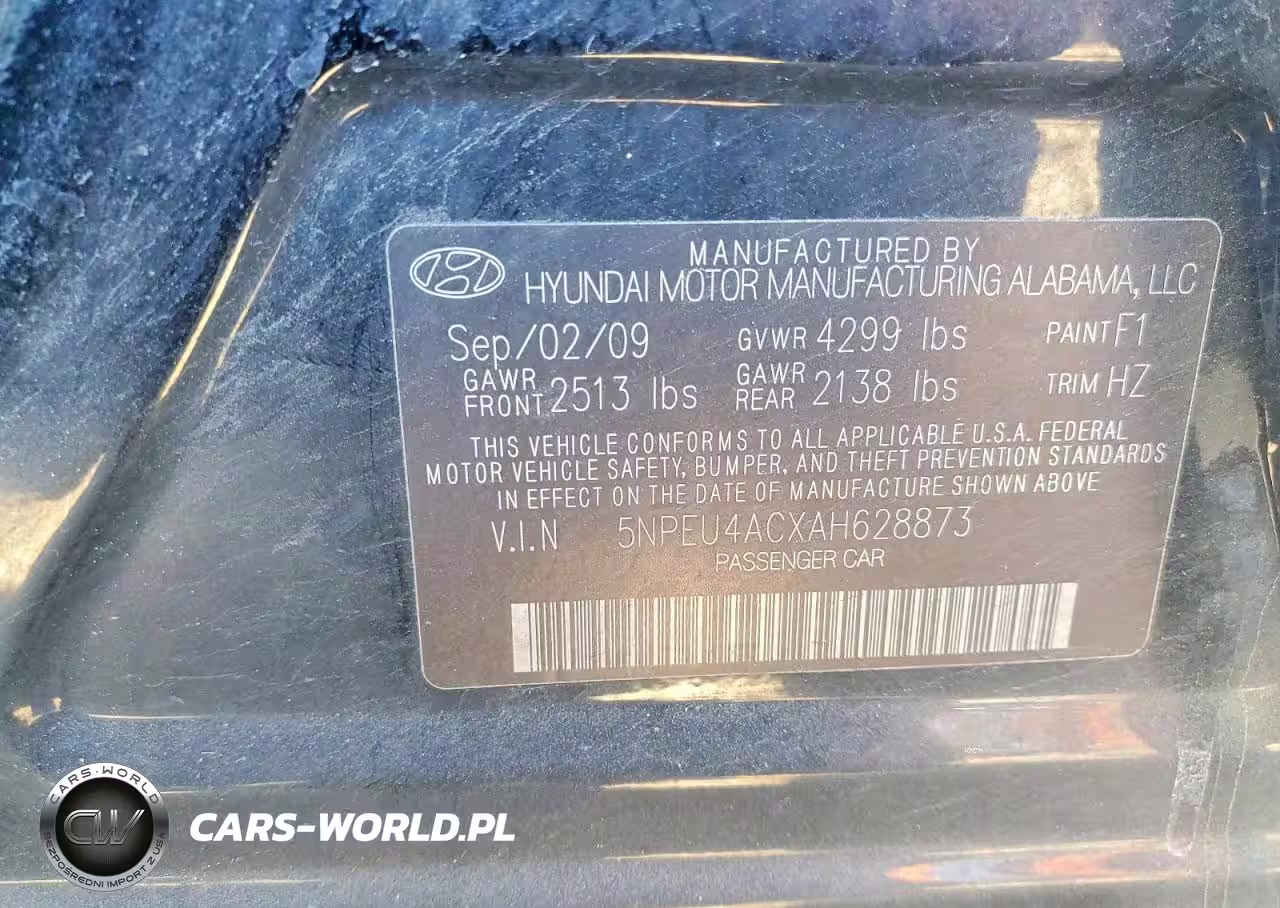 MANUFACTURED BY
HYUNDAI MOTOR MANUFACTURING ALABAMA, LLC
Sep/02/09 GVWR 4299 lbs PAINT F1
GAWR FRONT 2513 lbs GAWR REAR 2138 lbs TRIM HZ
THIS VEHICLE CONFORMS TO ALL APPLICABLE U.S.A. FEDERAL
MOTOR VEHICLE SAFETY, BUMPER, AND THEFT PREVENTION STANDARDS
IN EFFECT ON THE DATE OF MANUFACTURE SHOWN ABOVE
V.I.N 5NPEU4ACXAH628873
PASSENGER CAR
CARS-WORLD
CW
BEZPOŚREDNI IMPORT Z USA
CARS-WORLD.PL